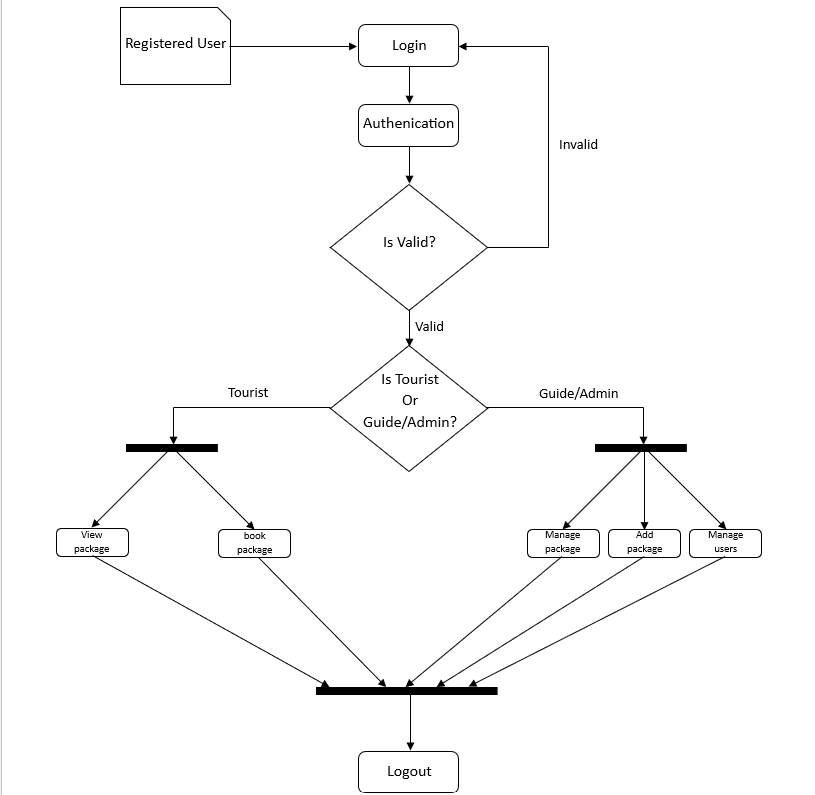 Registered User
Login
Authenication
Invalid
Is Valid?
Valid
Is Tourist
Or
Guide/Admin?
Tourist
Guide/Admin
View
package
book
package
Manage
package
Add
package
Manage
users
Logout